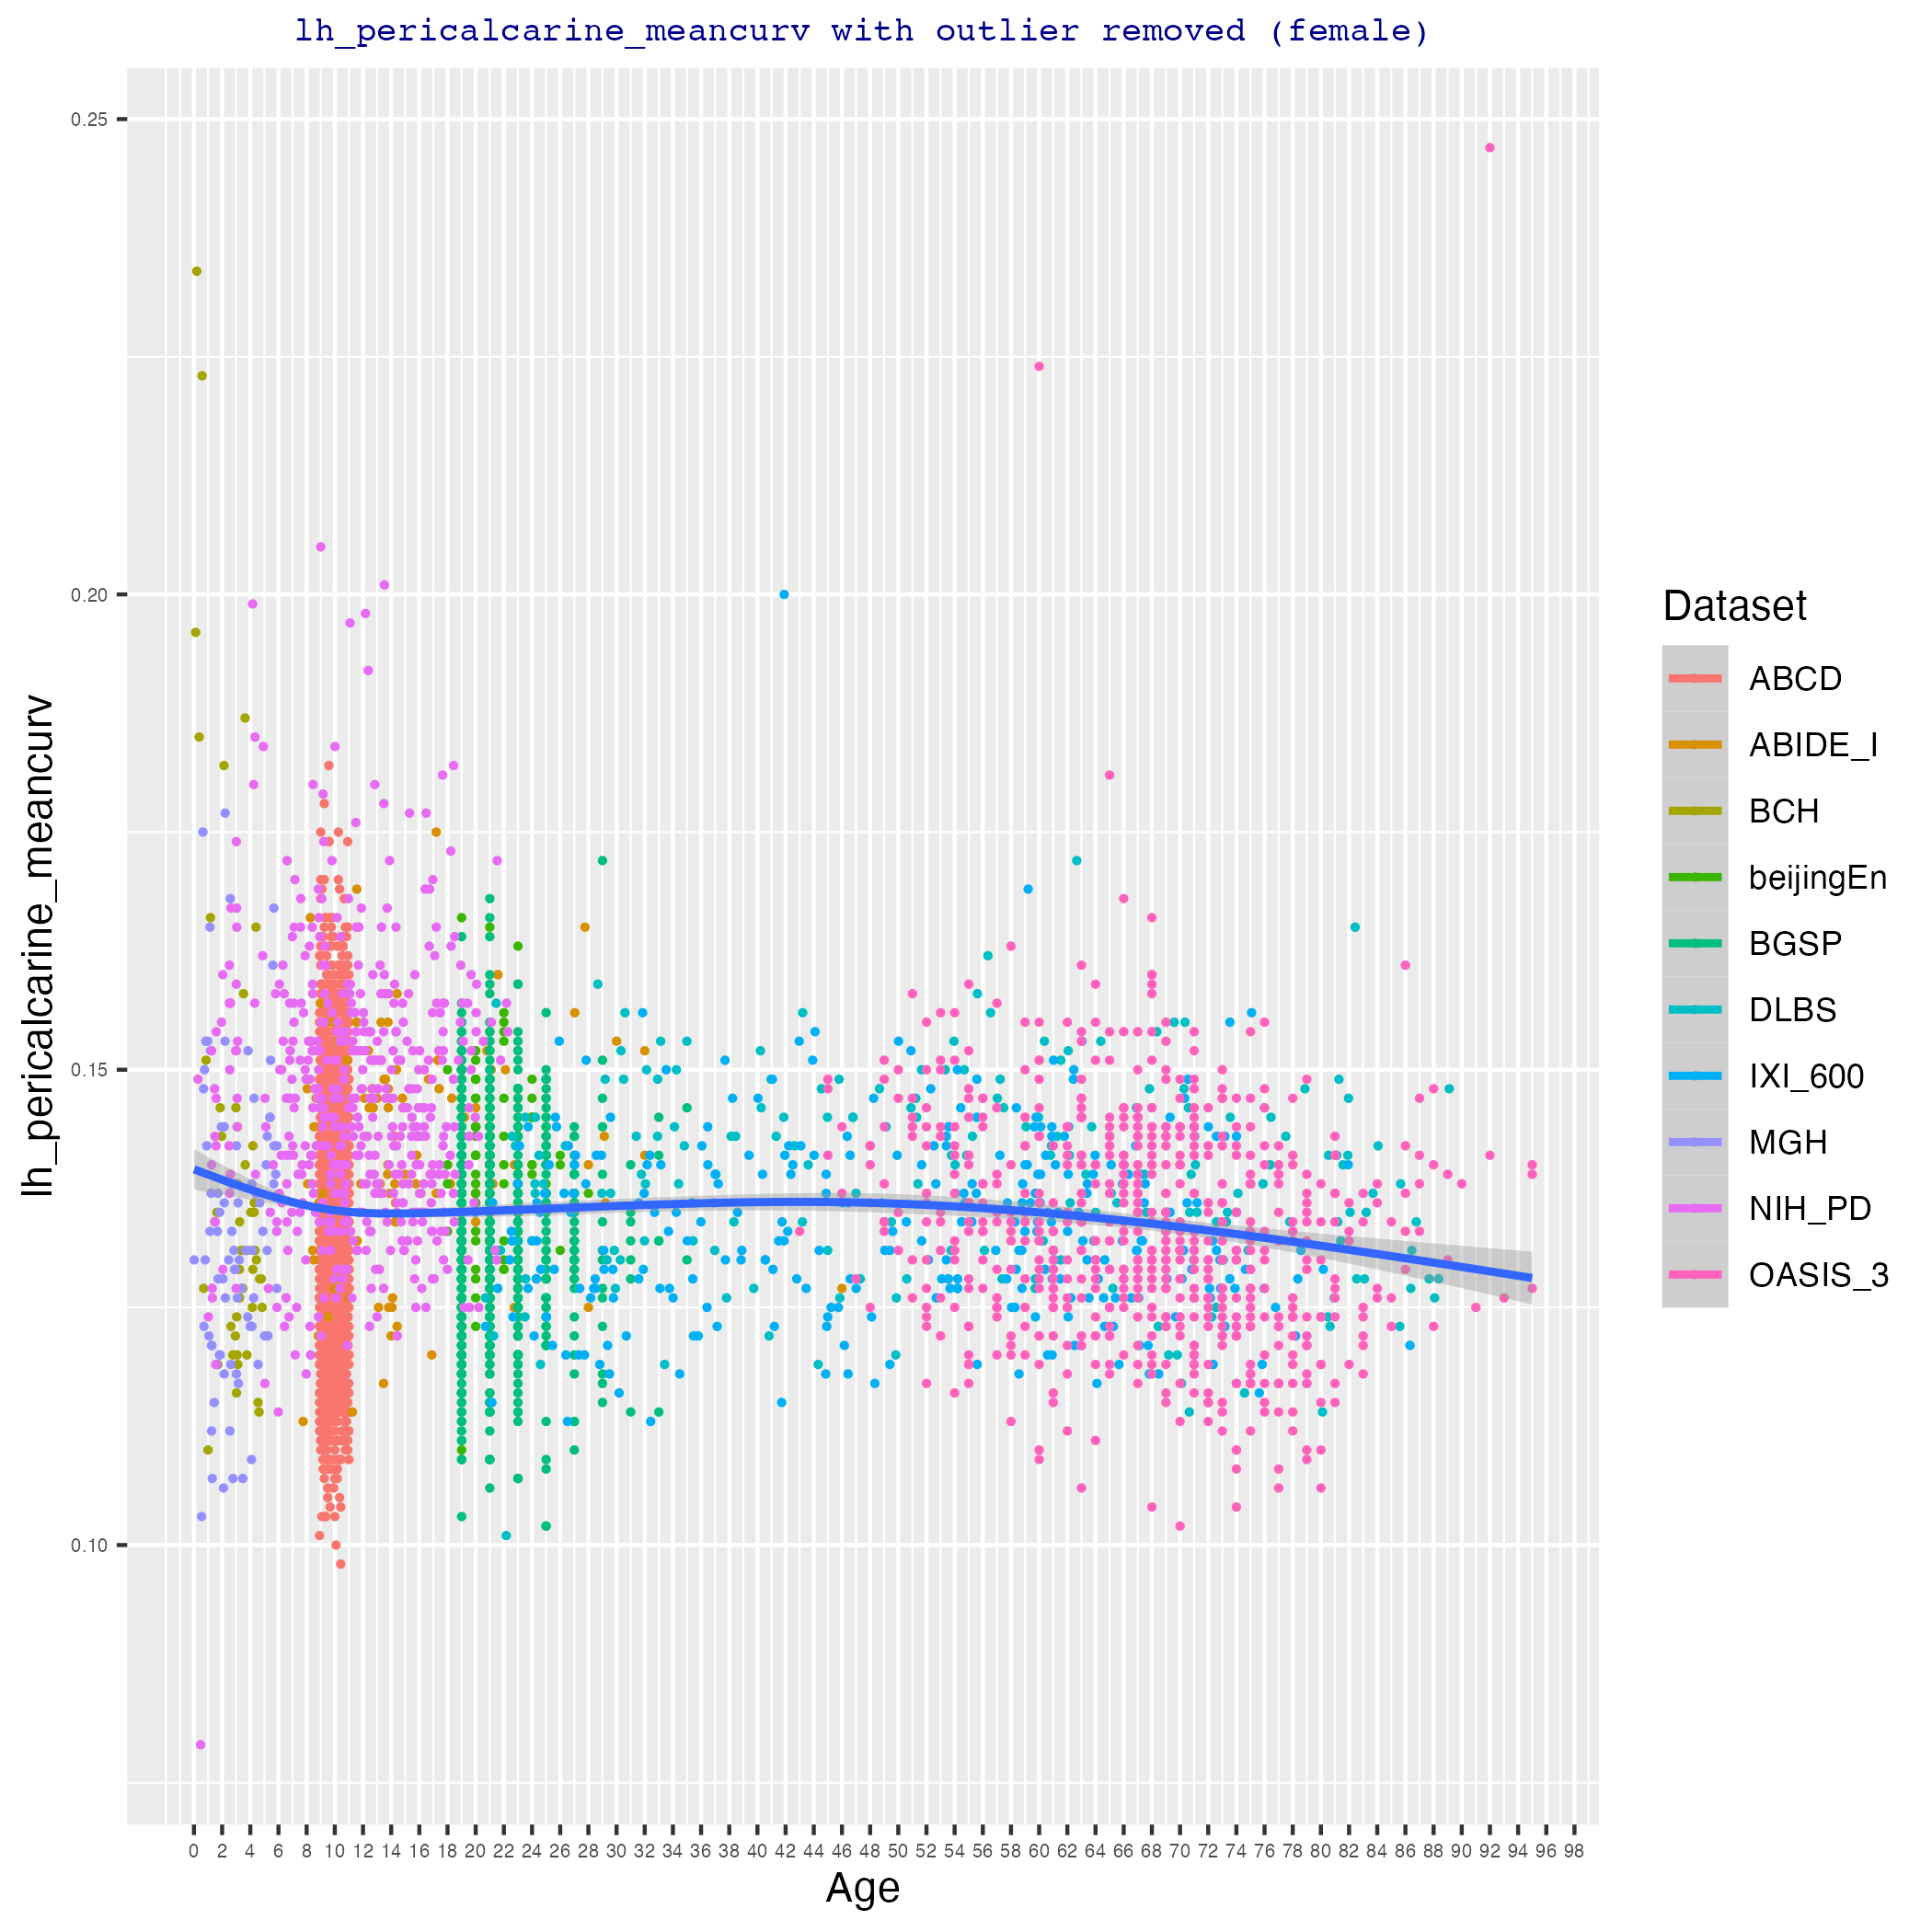 lh_pericalcarine_meancurv with outlier removed (female)
0.25
0.20
0.15
0.10
lh_pericalcarine_meancurv
0 2 4 6 8 10 12 14 16 18 20 22 24 26 28 30 32 34 36 38 40 42 44 46 48 50 52 54 56 58 60 62 64 66 68 70 72 74 76 78 80 82 84 86 88 90 92 94 96 98
Age
Dataset
ABCD
ABIDE_I
BCH
beijingEn
BGSP
DLBS
IXI_600
MGH
NIH_PD
OASIS_3